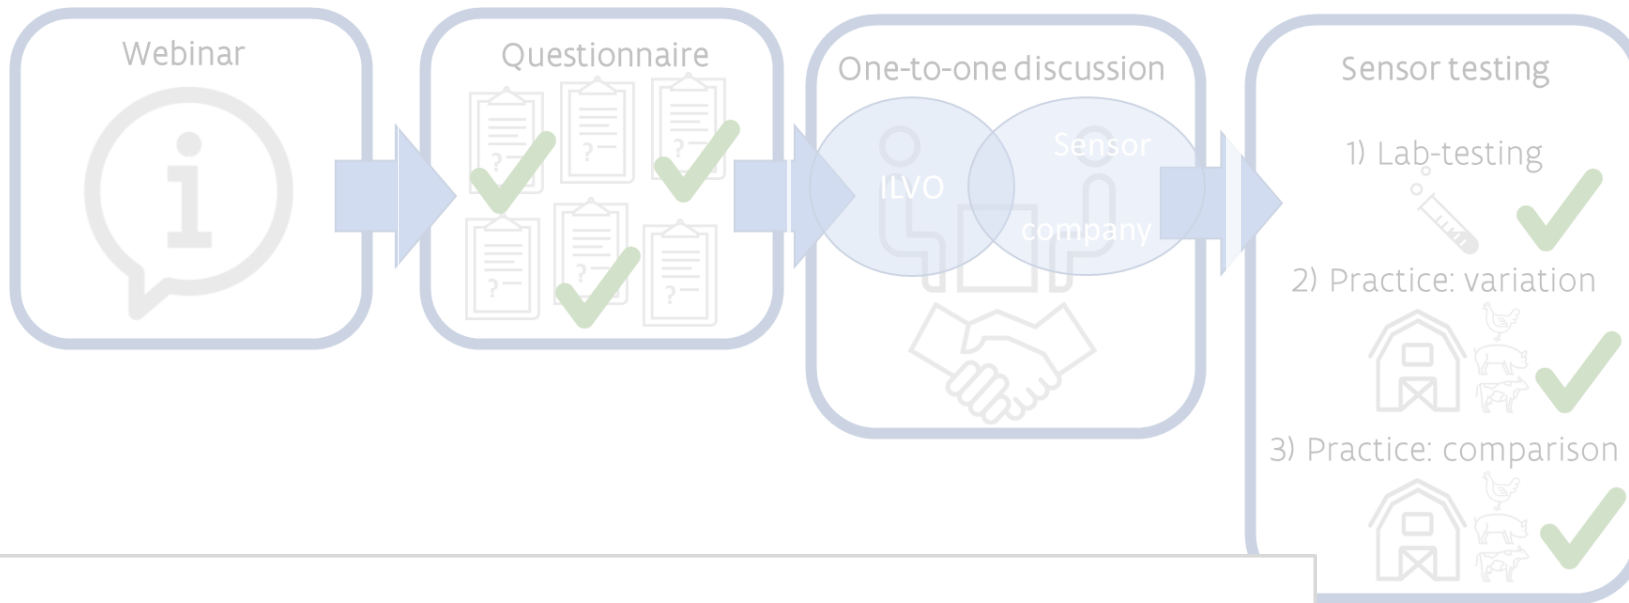 Webinar
Questionnaire
?
?
?
?
?
?
One-to-one discussion
ILVO
Sensor
company
Sensor testing
1) Lab-testing
2) Practice: variation
3) Practice: comparison